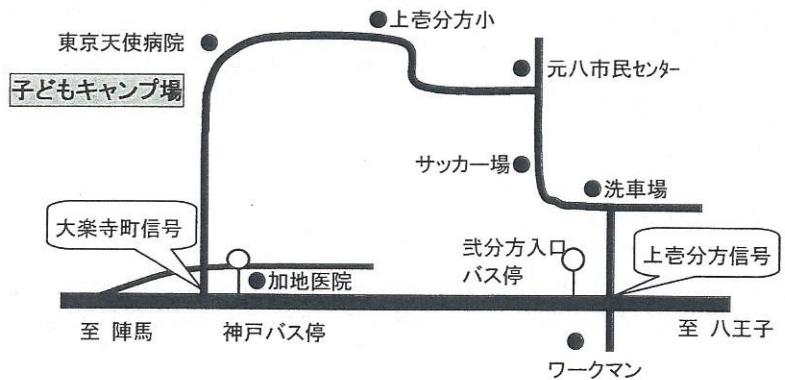 上壱分方小
東京天使病院
元八市民センター
子どもキャンプ場
サッカー場
洗車場
大楽寺町信号
弐分方入口
バス停
上壱分方信号
加地医院
至 陣馬
神戸バス停
至 八王子
ワークマン